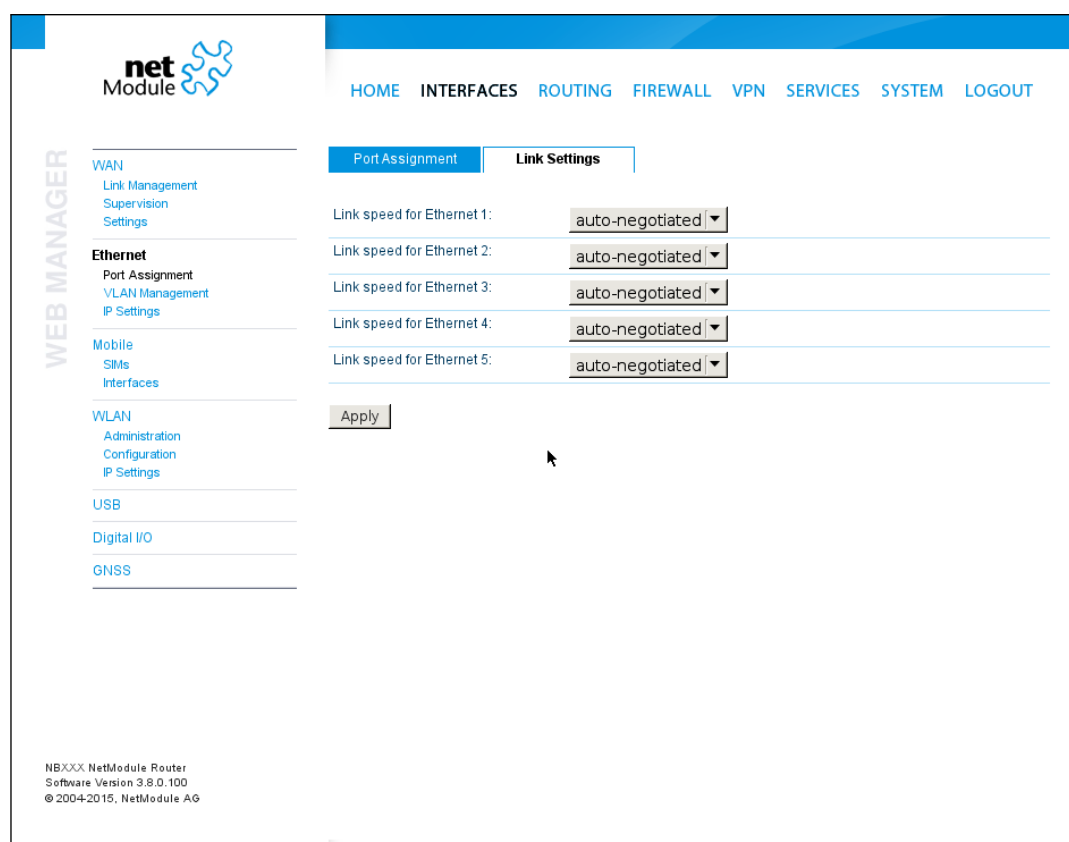 net
Module
HOME INTERFACES ROUTING FIREWALL VPN SERVICES SYSTEM LOGOUT
WEB MANAGER
WAN
Link Management
Supervision
Settings
Ethernet
Port Assignment
VLAN Management
IP Settings
Mobile
SIMs
Interfaces
WLAN
Administration
Configuration
IP Settings
USB
Digital I/O
GNSS
Port Assignment Link Settings
Link speed for Ethernet 1: auto-negotiated
Link speed for Ethernet 2: auto-negotiated
Link speed for Ethernet 3: auto-negotiated
Link speed for Ethernet 4: auto-negotiated
Link speed for Ethernet 5: auto-negotiated
Apply
NBXXX NetModule Router
Software Version 3.8.0.100
© 2004-2015, NetModule AG